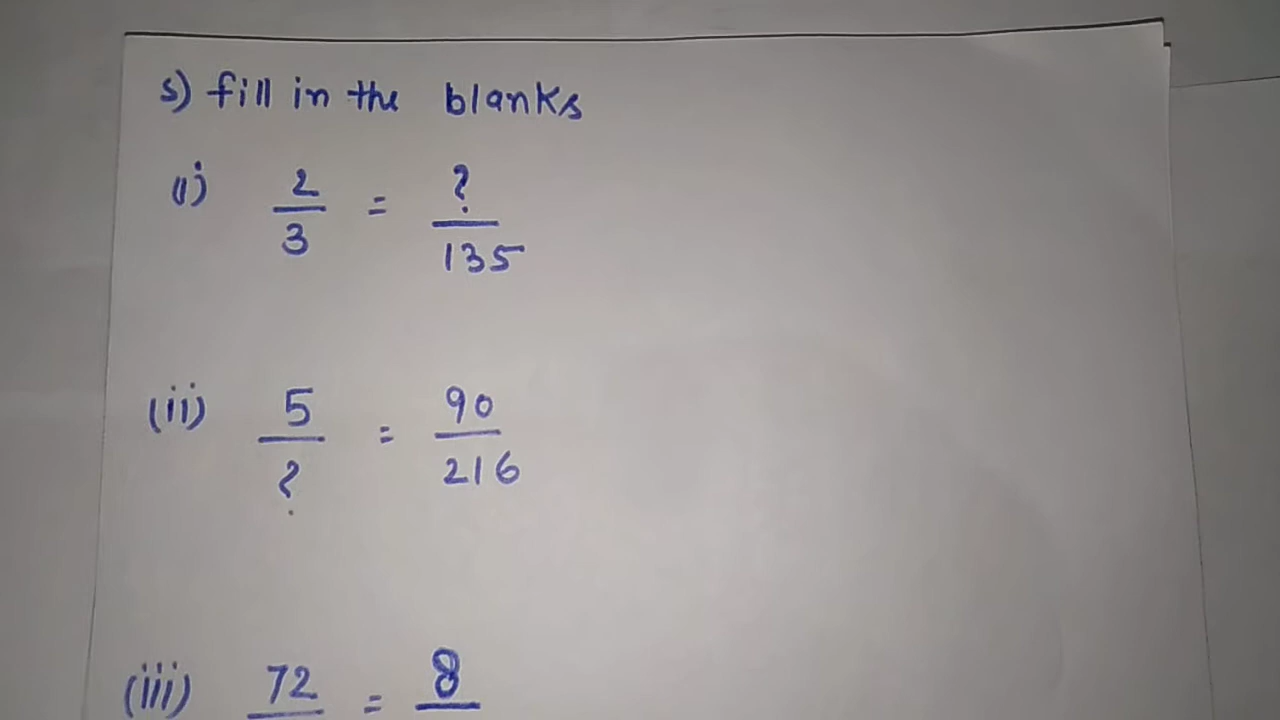 5) fill in the blanks
(i) 2/3 = ?/135
(ii) 5/? = 90/216
(iii) 72/ = 8/